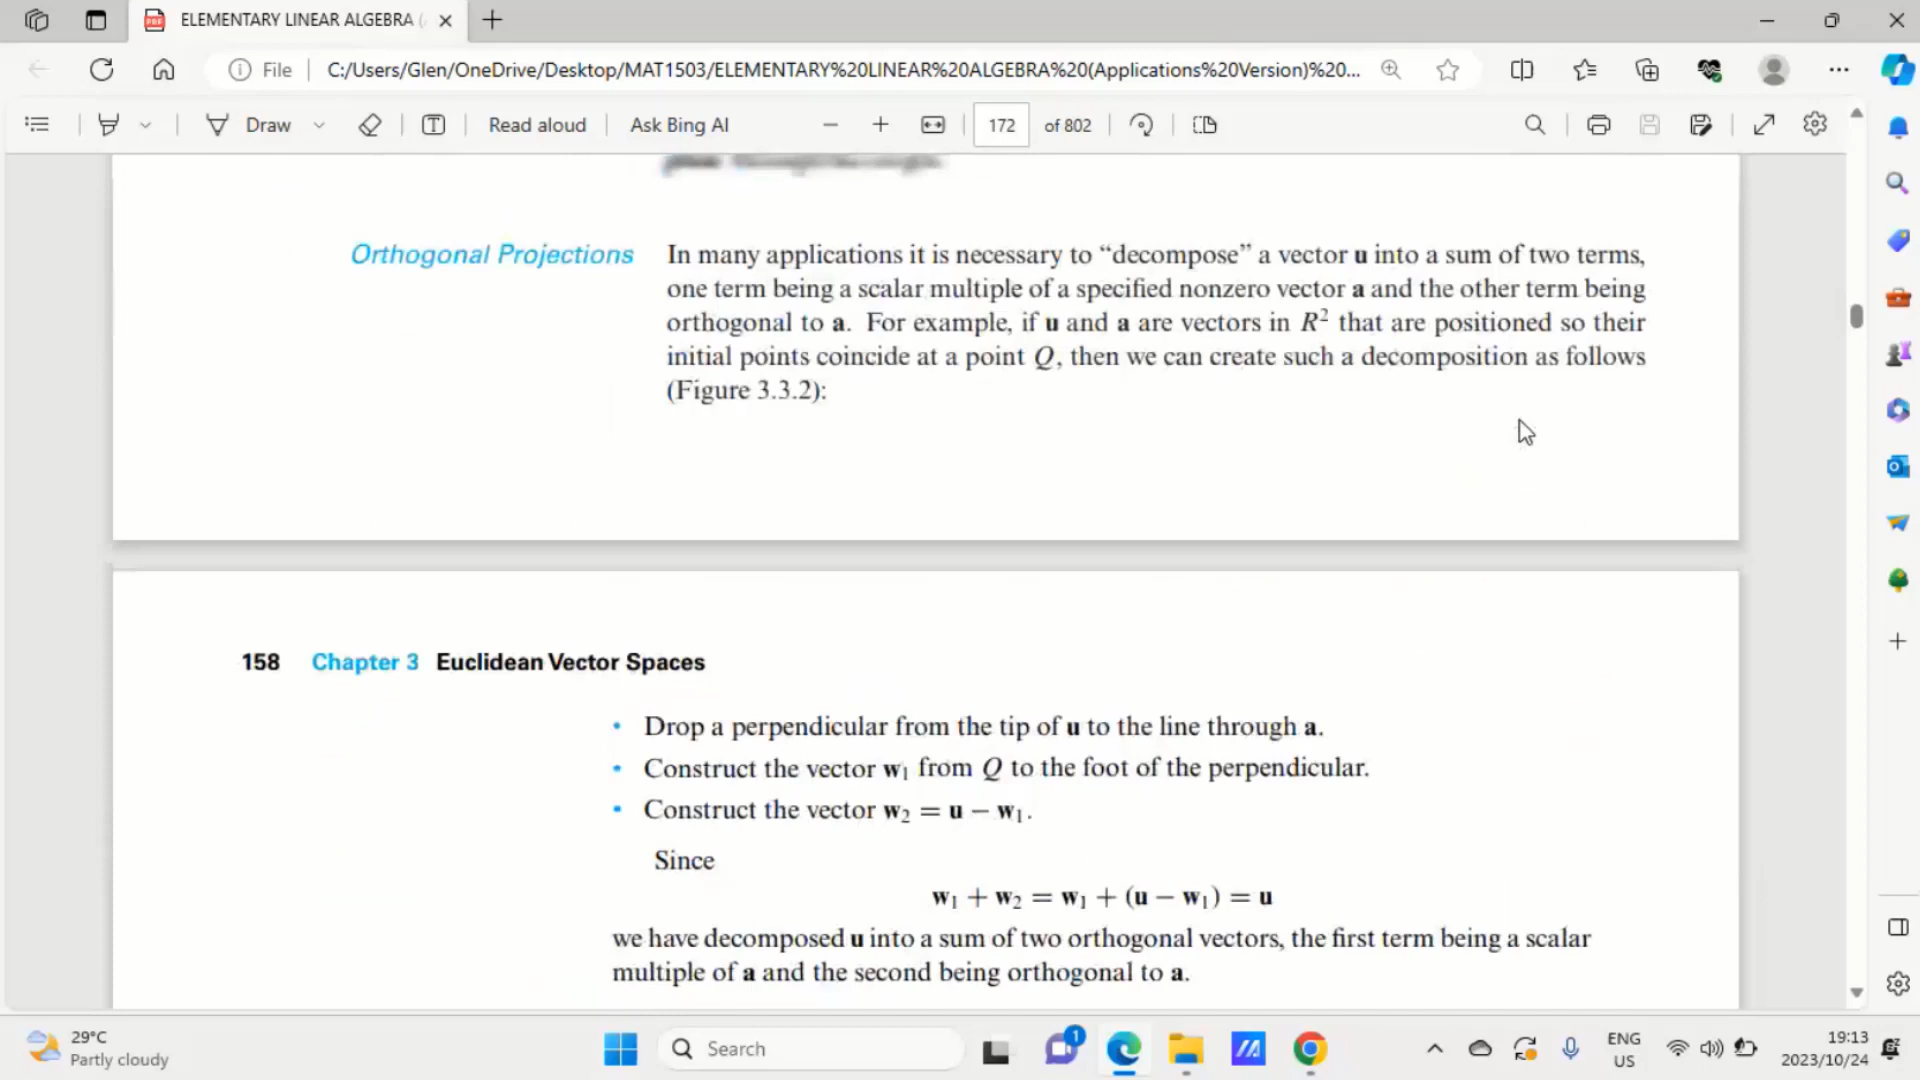 ELEMENTARY LINEAR ALGEBRA (
File
C:/Users/Glen/OneDrive/Desktop/MAT1503/ELEMENTARY%20LINEAR%20ALGEBRA%20(Applications%20Version)%20...
Draw
Read aloud
Ask Bing AI
172
of 802
Orthogonal Projections
In many applications it is necessary to “decompose” a vector u into a sum of two terms,
one term being a scalar multiple of a specified nonzero vector a and the other term being
orthogonal to a. For example, if u and a are vectors in R² that are positioned so their
initial points coincide at a point Q, then we can create such a decomposition as follows
(Figure 3.3.2):
158 Chapter 3 Euclidean Vector Spaces
• Drop a perpendicular from the tip of u to the line through a.
• Construct the vector w₁ from Q to the foot of the perpendicular.
• Construct the vector w₂ = u − w₁.
Since
w₁ + w₂ = w₁ + (u − w₁) = u
we have decomposed u into a sum of two orthogonal vectors, the first term being a scalar
multiple of a and the second being orthogonal to a.
29°C
Partly cloudy
Search
1
ENG
US
19:13
2023/10/24